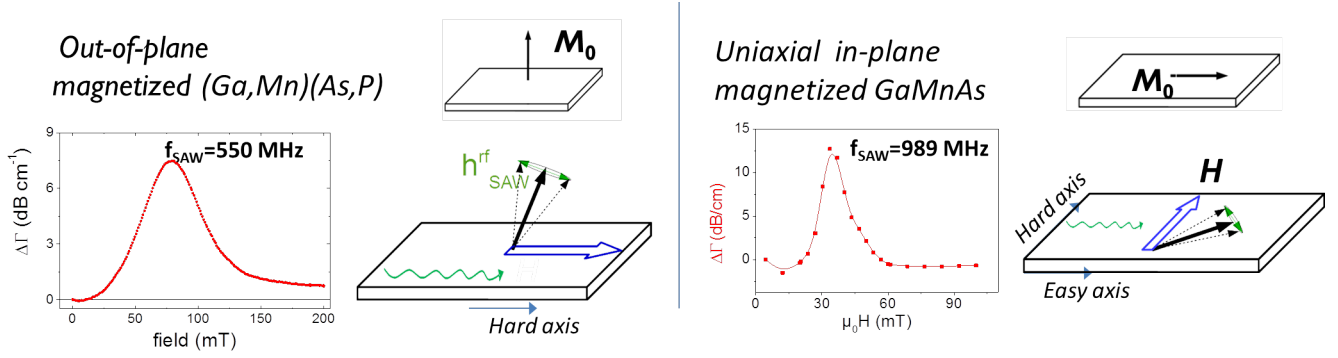 Out-of-plane
magnetized (Ga,Mn)(As,P)
M0
9
6
3
0
ΔΓ (dB cm-1)
fSAW=550 MHz
0 50 100 150 200
field (mT)
hrf
SAW
Hard axis
Uniaxial in-plane
magnetized GaMnAs
M0
15
10
5
0
-5
ΔΓ (dB/cm)
fSAW=989 MHz
0 30 60 90
μ0H (mT)
H
Hard axis
Easy axis